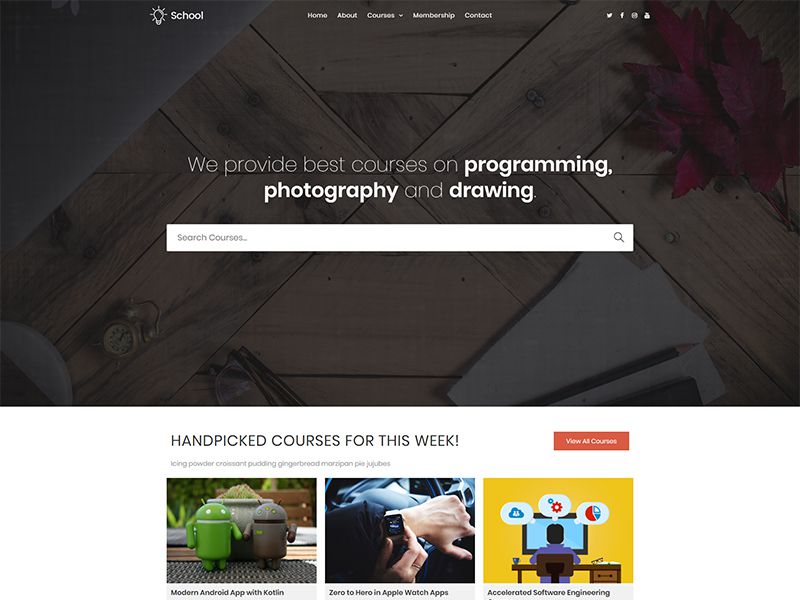 School
Home About Courses Membership Contact
We provide best courses on programming,
photography and drawing.
Search Courses...
HANDPICKED COURSES FOR THIS WEEK!
View All Courses
Icing powder croissant pudding gingerbread marzipan pie jujubes
Modern Android App with Kotlin
Zero to Hero in Apple Watch Apps
Accelerated Software Engineering